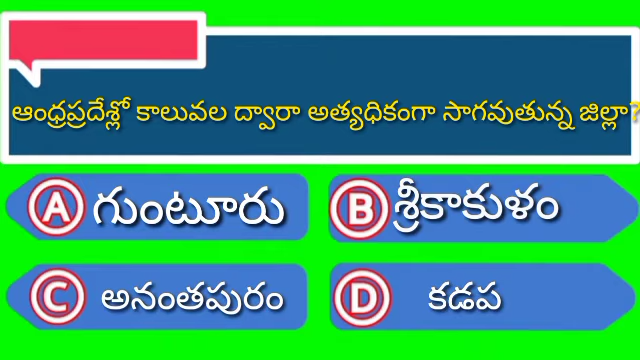 ఆంధ్రప్రదేశ్లో కాలువల ద్వారా అత్యధికంగా సాగవుతున్న జిల్లా?
A గుంటూరు
B శ్రీకాకుళం
C అనంతపురం
D కడప